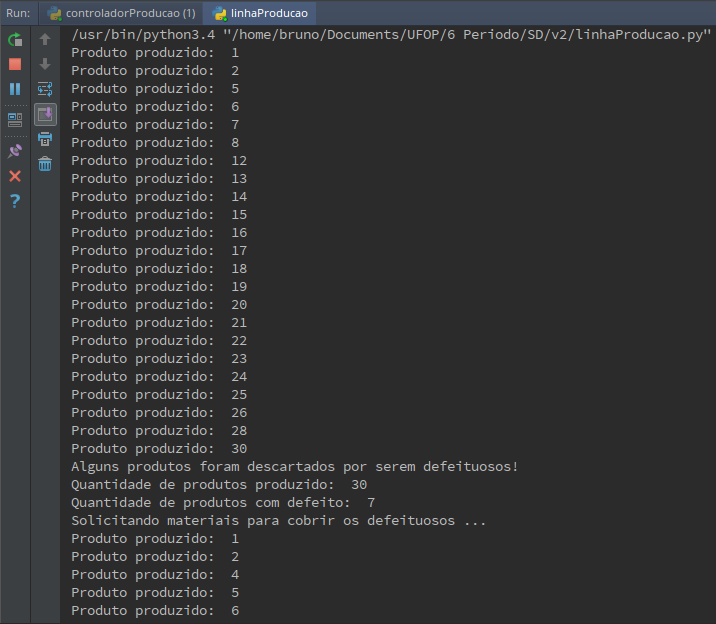 Run: controladorProducao (1) linhaProducao
/usr/bin/python3.4 "/home/bruno/Documents/UFOP/6 Periodo/SD/v2/linhaProducao.py"
Produto produzido:  1
Produto produzido:  2
Produto produzido:  5
Produto produzido:  6
Produto produzido:  7
Produto produzido:  8
Produto produzido:  12
Produto produzido:  13
Produto produzido:  14
Produto produzido:  15
Produto produzido:  16
Produto produzido:  17
Produto produzido:  18
Produto produzido:  19
Produto produzido:  20
Produto produzido:  21
Produto produzido:  22
Produto produzido:  23
Produto produzido:  24
Produto produzido:  25
Produto produzido:  26
Produto produzido:  28
Produto produzido:  30
Alguns produtos foram descartados por serem defeituosos!
Quantidade de produtos produzido:  30
Quantidade de produtos com defeito:  7
Solicitando materiais para cobrir os defeituosos ...
Produto produzido:  1
Produto produzido:  2
Produto produzido:  4
Produto produzido:  5
Produto produzido:  6